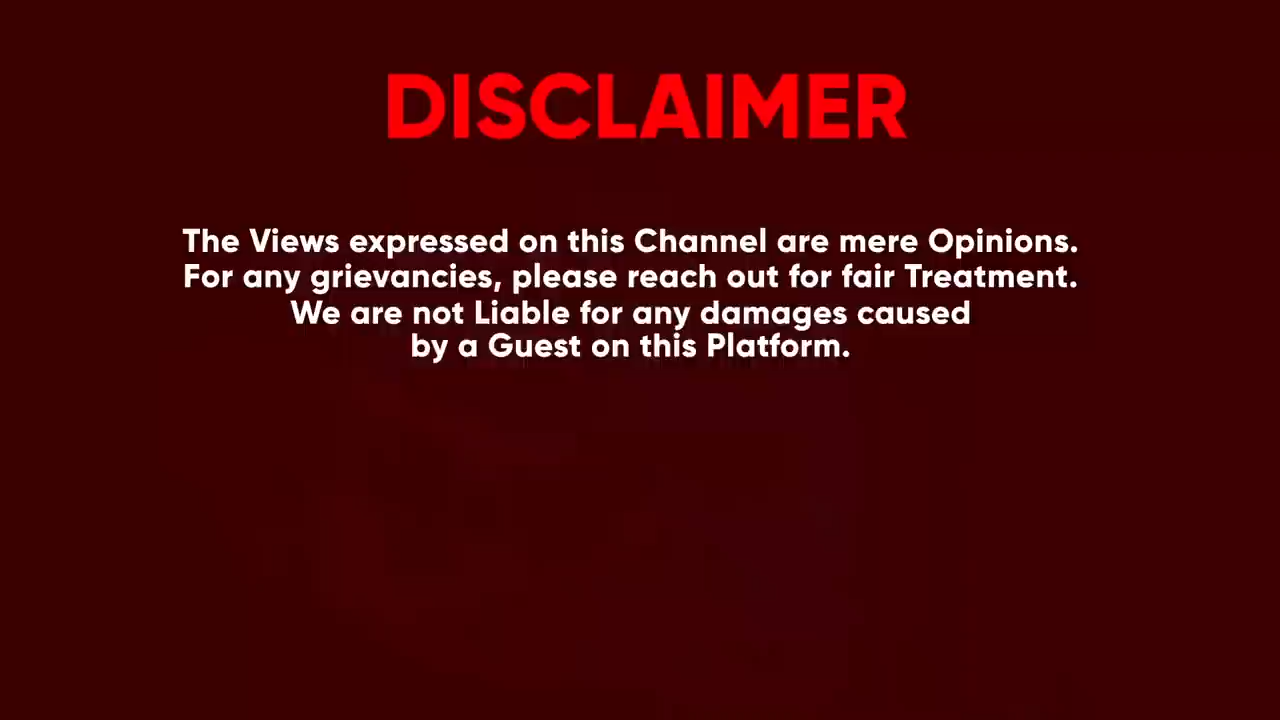 DISCLAIMER
The Views expressed on this Channel are mere Opinions.
For any grievancies, please reach out for fair Treatment.
We are not Liable for any damages caused
by a Guest on this Platform.